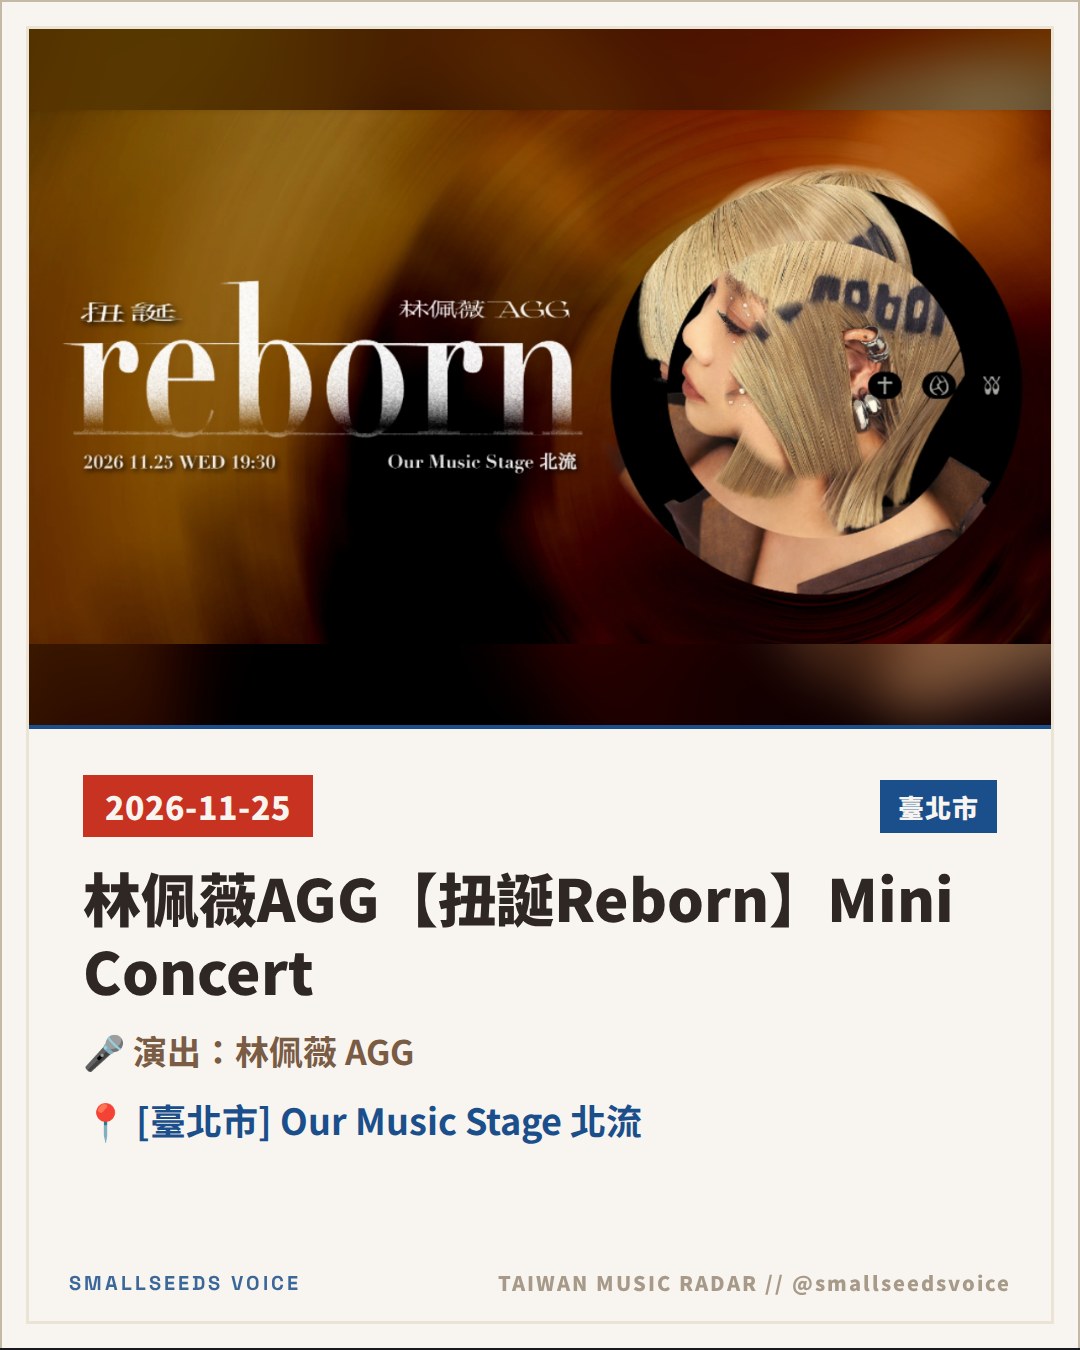 扭誕
林佩薇 AGG
reborn
2026 11.25 WED 19:30
Our Music Stage 北流
2026-11-25
臺北市
林佩薇AGG【扭誕Reborn】Mini
Concert
🎤 演出：林佩薇 AGG
📍 [臺北市] Our Music Stage 北流
SMALLSEEDS VOICE
TAIWAN MUSIC RADAR // @smallseedsvoice